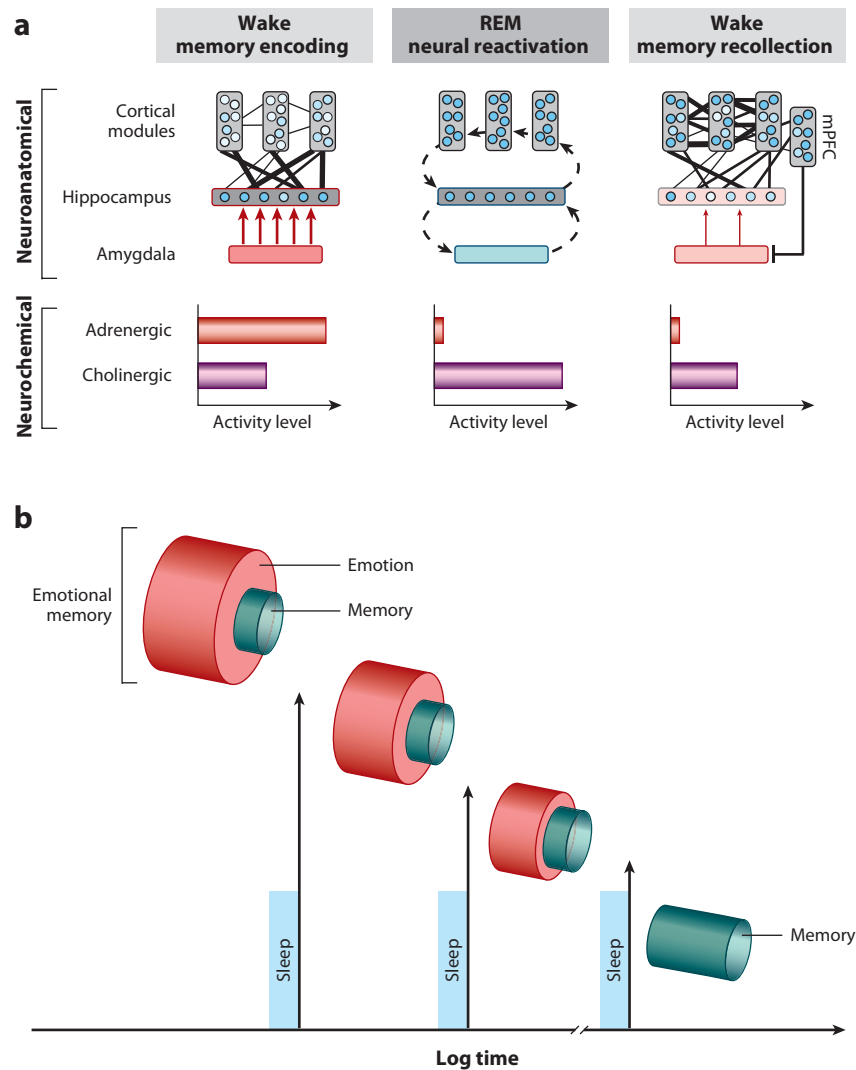 a
Wake
memory encoding
REM
neural reactivation
Wake
memory recollection
Neuroanatomical
Cortical
modules
mPFC
Hippocampus
Amygdala
Neurochemical
Adrenergic
Cholinergic
Activity level
Activity level
Activity level
b
Emotional
memory
Emotion
Memory
Sleep
Sleep
Sleep
Memory
Log time